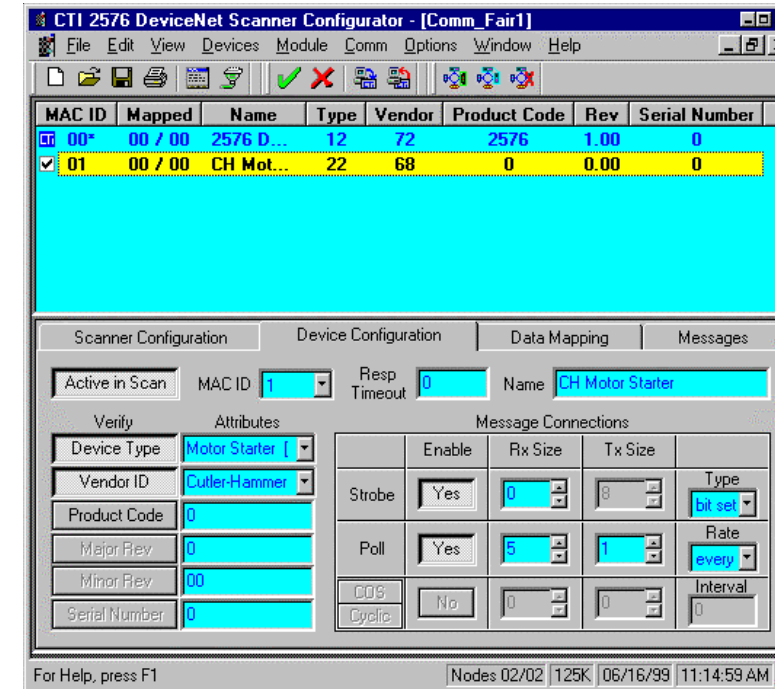 CTI 2576 DeviceNet Scanner Configurator - [Comm_Fair1]
File Edit View Devices Module Comm Options Window Help
MAC ID Mapped Name Type Vendor Product Code Rev Serial Number
CTI 00* 00 / 00 2576 D... 12 72 2576 1.00 0
01 00 / 00 CH Mot... 22 68 0 0.00 0
Scanner Configuration Device Configuration Data Mapping Messages
Active in Scan MAC ID 1 Resp Timeout 0 Name CH Motor Starter
Verify Attributes Message Connections
Device Type Motor Starter [ Enable Rx Size Tx Size
Vendor ID Cutler-Hammer Strobe Yes 0 8 Type bit set
Product Code 0
Major Rev 0 Poll Yes 5 1 Rate every
Minor Rev 00
Serial Number 0 COS Cyclic No 0 0 Interval 0
For Help, press F1 Nodes 02/02 125K 06/16/99 11:14:59 AM